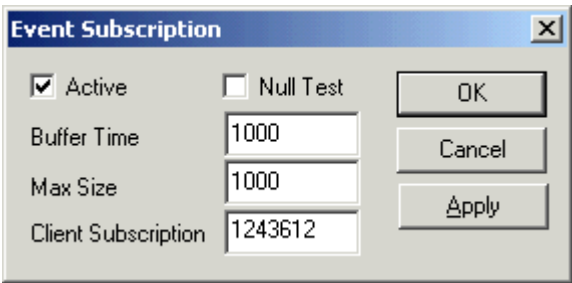 Event Subscription
Active
Null Test
OK
Buffer Time
1000
Cancel
Max Size
1000
Apply
Client Subscription
1243612